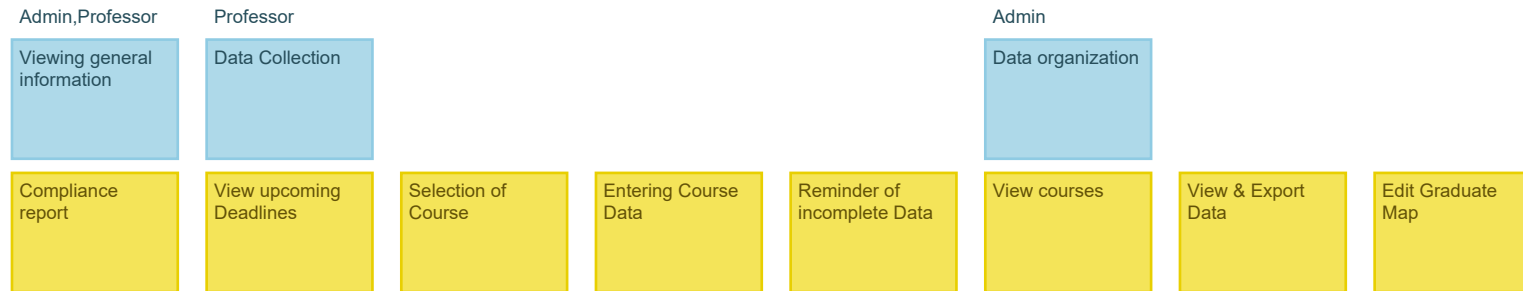 Admin,Professor
Professor
Admin
Viewing general
information
Data Collection
Data organization
Compliance
report
View upcoming
Deadlines
Selection of
Course
Entering Course
Data
Reminder of
incomplete Data
View courses
View & Export
Data
Edit Graduate
Map